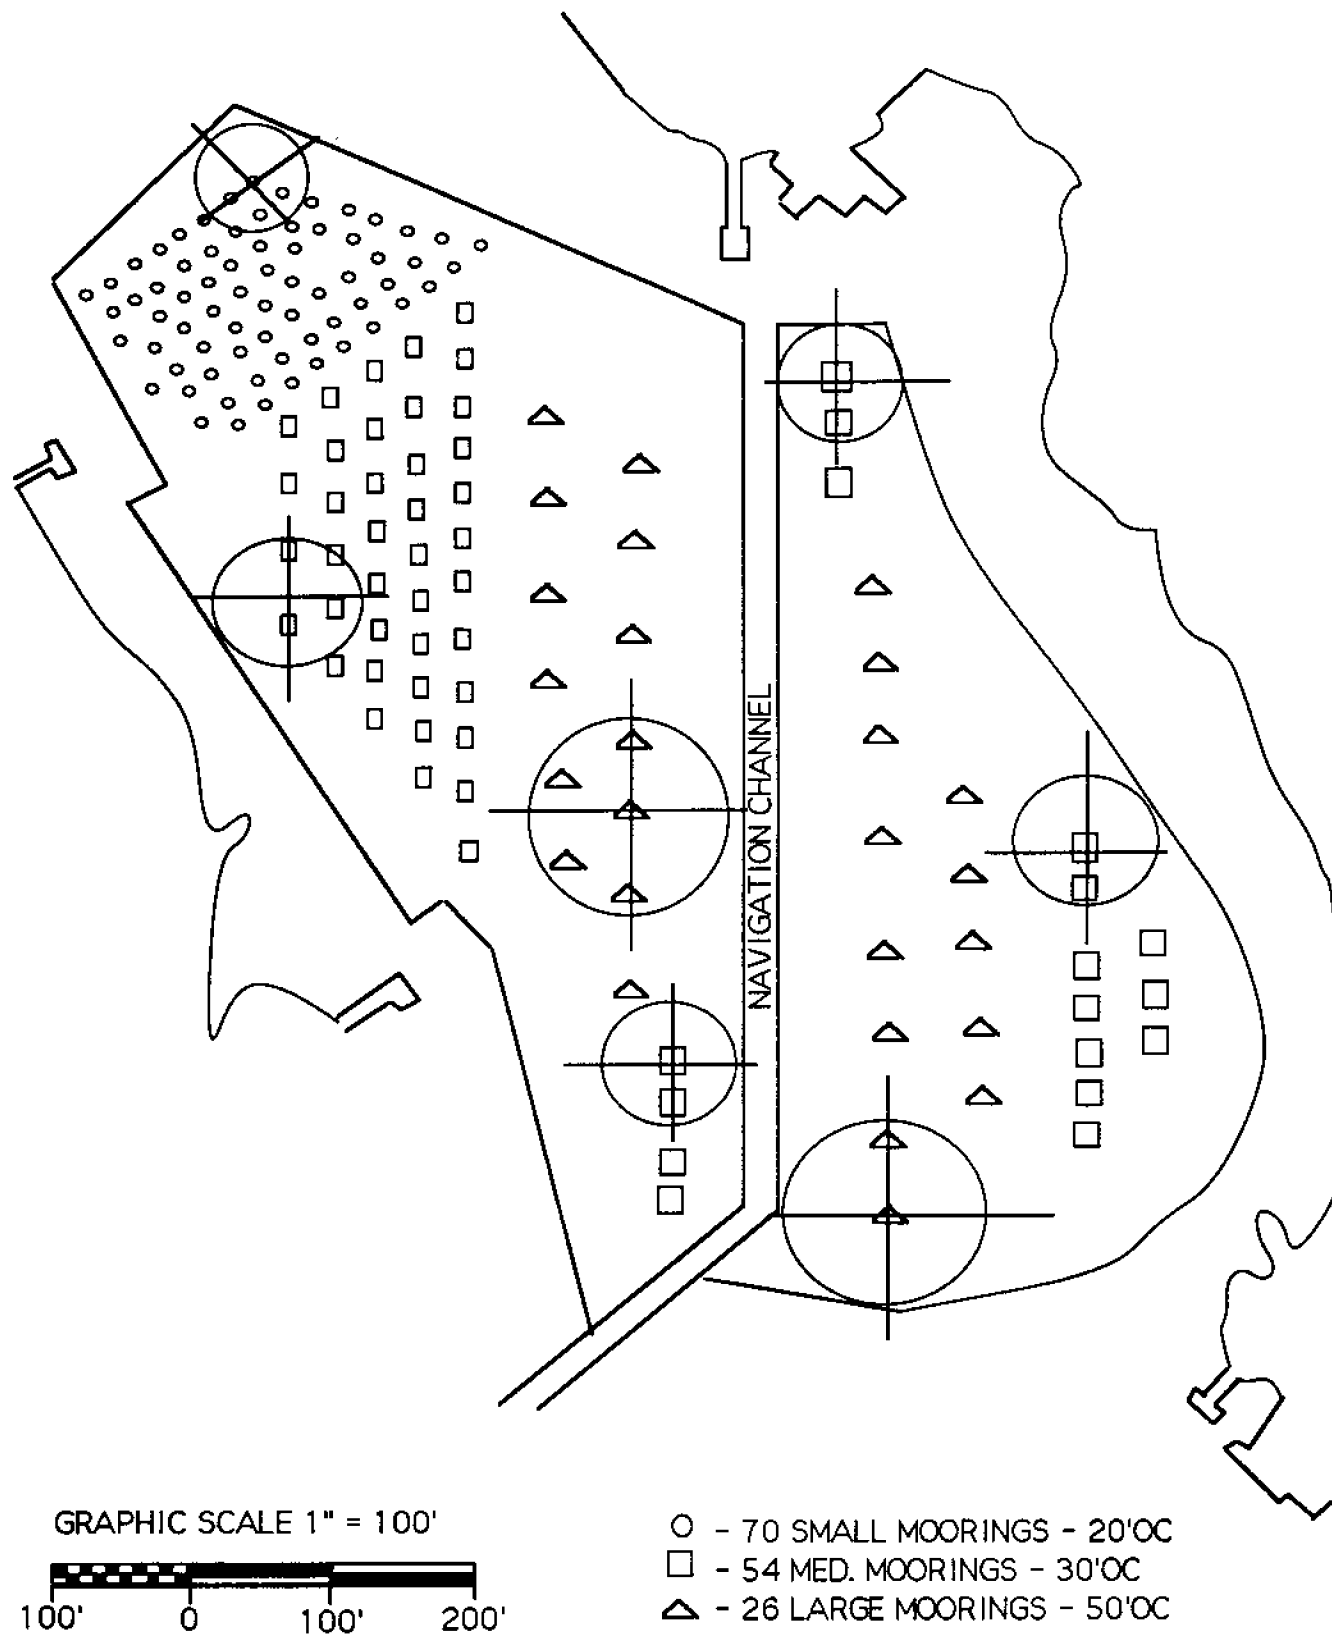 NAVIGATION CHANNEL
GRAPHIC SCALE 1" = 100'
100' 0 100' 200'
- 70 SMALL MOORINGS - 20'OC
- 54 MED. MOORINGS - 30'OC
- 26 LARGE MOORINGS - 50'OC